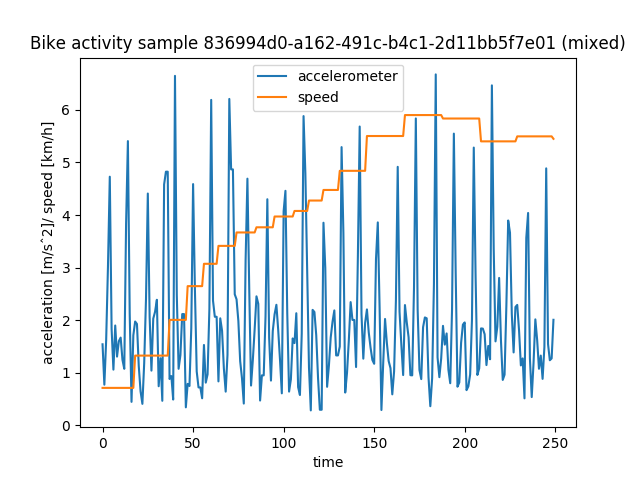 Bike activity sample 836994d0-a162-491c-b4c1-2d11bb5f7e01 (mixed)
accelerometer
speed
acceleration [m/s^2]/ speed [km/h]
6
5
4
3
2
1
0
0 50 100 150 200 250
time